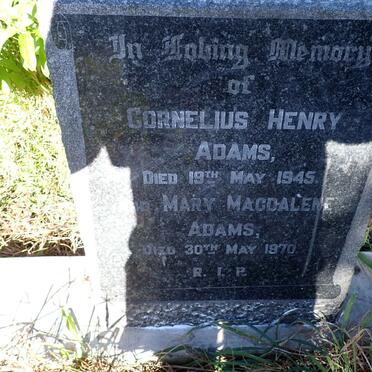 In Loving Memory
of
CORNELIUS HENRY
ADAMS,
DIED 19TH MAY 1945.
MARY MAGDALENE
ADAMS.
DIED 30TH MAY 1970.
R. I. P.